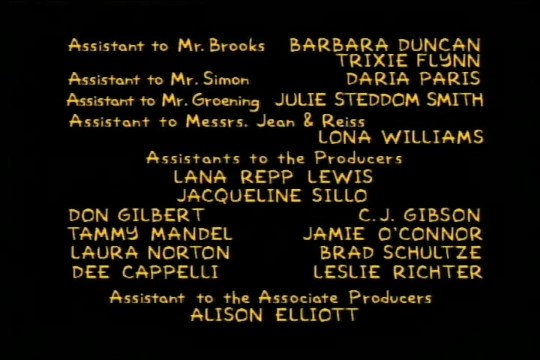 Assistant to Mr. Brooks BARBARA DUNCAN
TRIXIE FLYNN
Assistant to Mr. Simon DARIA PARIS
Assistant to Mr. Groening JULIE STEDDOM SMITH
Assistant to Messrs. Jean & Reiss
LONA WILLIAMS
Assistants to the Producers
LANA REPP LEWIS
JACQUELINE SILLO
DON GILBERT C.J. GIBSON
TAMMY MANDEL JAMIE O'CONNOR
LAURA NORTON BRAD SCHULTZE
DEE CAPPELLI LESLIE RICHTER
Assistant to the Associate Producers
ALISON ELLIOTT